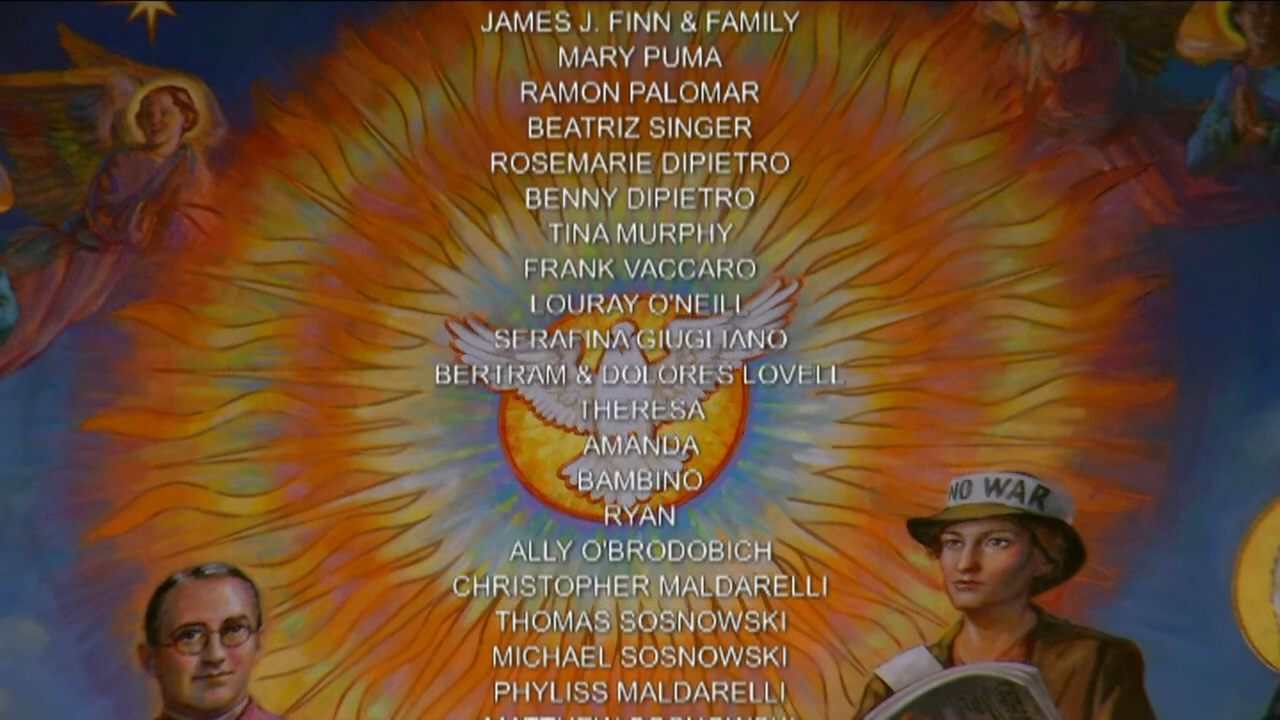 JAMES J. FINN & FAMILY
MARY PUMA
RAMON PALOMAR
BEATRIZ SINGER
ROSEMARIE DIPIETRO
BENNY DIPIETRO
TINA MURPHY
FRANK VACCARO
LOURAY O'NEILL
SERAFINA GIUGLIANO
BERTRAM & DOLORES LOVELL
THERESA
AMANDA
BAMBINO
NO WAR
RYAN
ALLY O'BRODOBICH
CHRISTOPHER MALDARELLI
THOMAS SOSNOWSKI
MICHAEL SOSNOWSKI
PHYLISS MALDARELLI